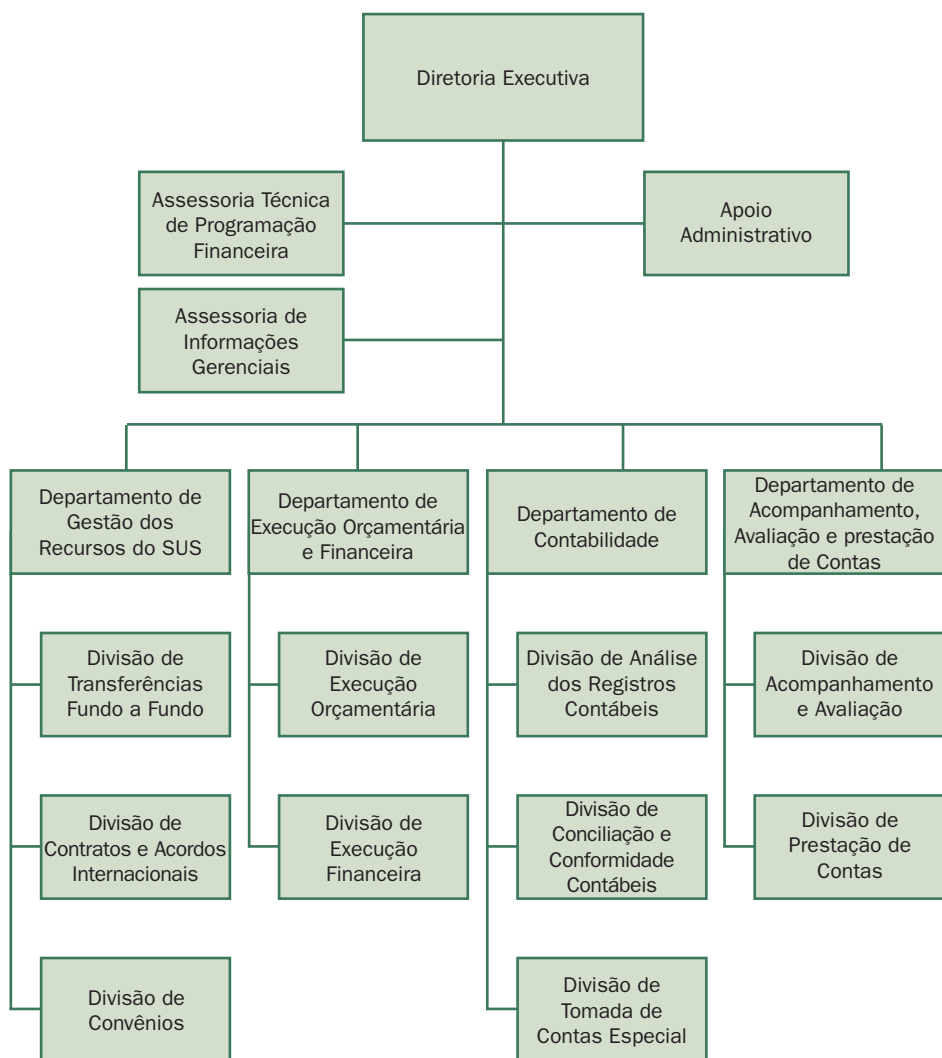 Diretoria Executiva
Assessoria Técnica
de Programação
Financeira
Apoio
Administrativo
Assessoria de
Informações
Gerenciais
Departamento de
Gestão dos
Recursos do SUS
Departamento de
Execução Orçamentária
e Financeira
Departamento de
Contabilidade
Departamento de
Acompanhamento,
Avaliação e prestação
de Contas
Divisão de
Transferências
Fundo a Fundo
Divisão de
Execução
Orçamentária
Divisão de Análise
dos Registros
Contábeis
Divisão de
Acompanhamento
e Avaliação
Divisão de
Contratos e Acordos
Internacionais
Divisão de
Execução
Financeira
Divisão de
Conciliação e
Conformidade
Contábeis
Divisão de
Prestação de
Contas
Divisão de
Convênios
Divisão de
Tomada de
Contas Especial